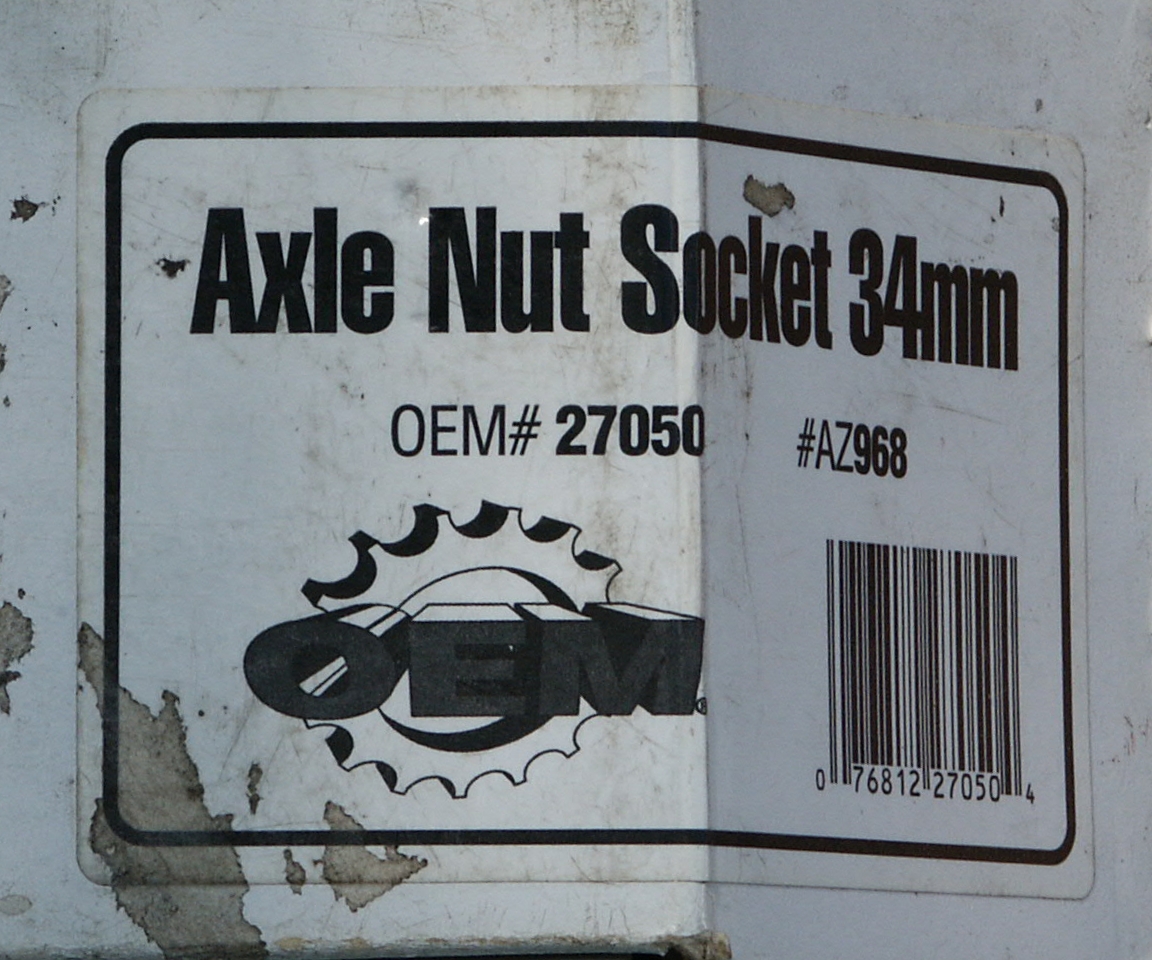 Axle Nut Socket 34mm
OEM# 27050 #AZ968
OEM®
0 76812 27050 4